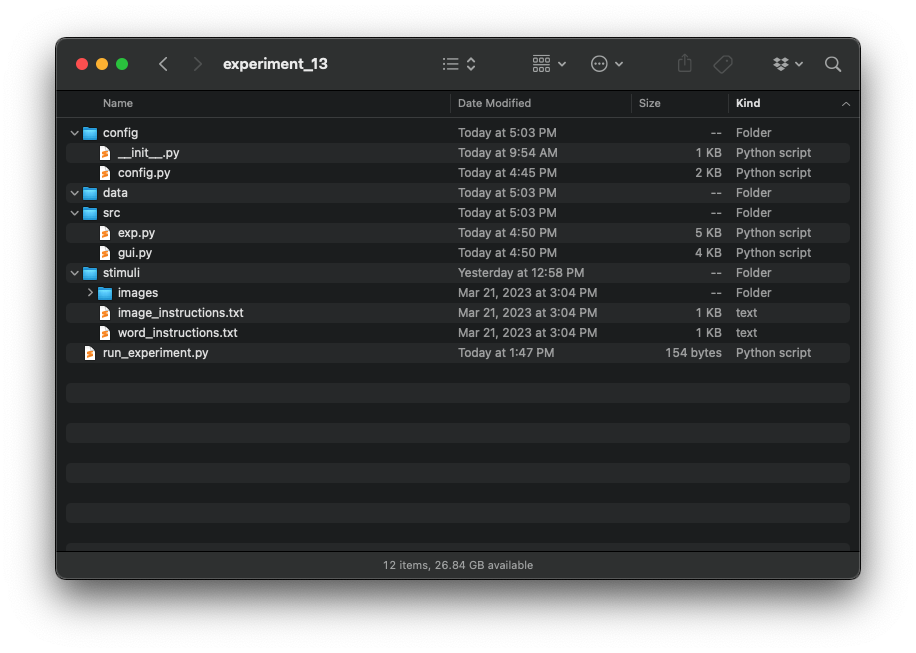 experiment_13
Name Date Modified Size Kind
config Today at 5:03 PM -- Folder
__init__.py Today at 9:54 AM 1 KB Python script
config.py Today at 4:45 PM 2 KB Python script
data Today at 5:03 PM -- Folder
src Today at 5:03 PM -- Folder
exp.py Today at 4:50 PM 5 KB Python script
gui.py Today at 4:50 PM 4 KB Python script
stimuli Yesterday at 12:58 PM -- Folder
images Mar 21, 2023 at 3:04 PM -- Folder
image_instructions.txt Mar 21, 2023 at 3:04 PM 1 KB text
word_instructions.txt Mar 21, 2023 at 3:04 PM 1 KB text
run_experiment.py Today at 1:47 PM 154 bytes Python script
12 items, 26.84 GB available